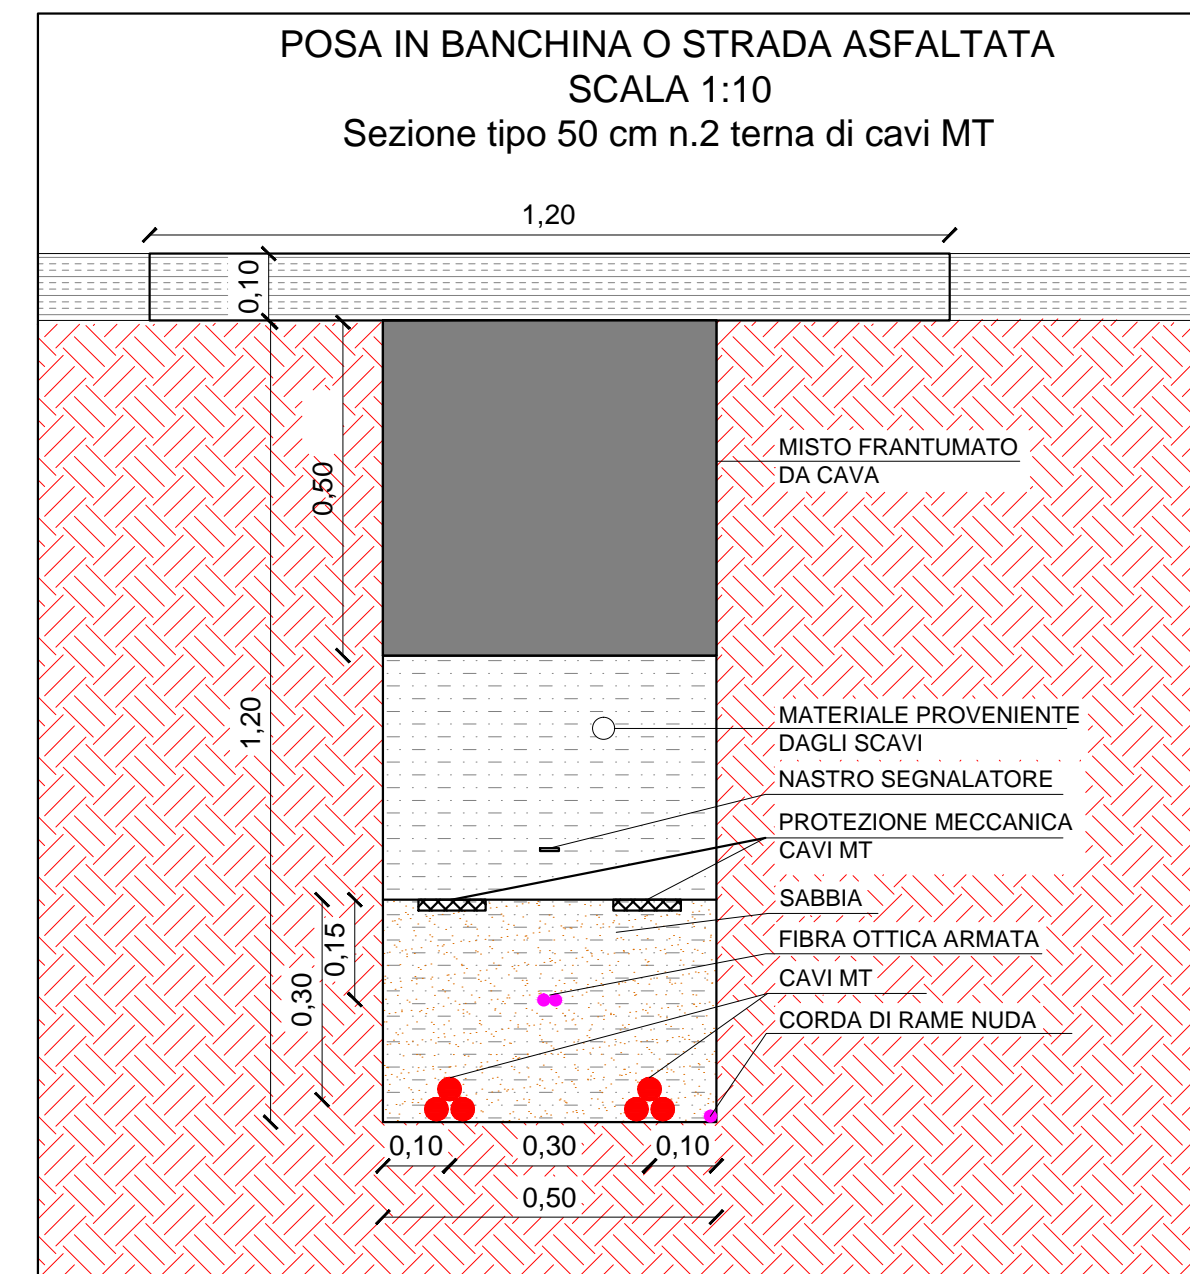 POSA IN BANCHINA O STRADA ASFALTATA
SCALA 1:10
Sezione tipo 50 cm n.2 terna di cavi MT
1,20
0,10
0,50
MISTO FRANTUMATO
DA CAVA
1,20
MATERIALE PROVENIENTE
DAGLI SCAVI
NASTRO SEGNALATORE
PROTEZIONE MECCANICA
CAVI MT
SABBIA
0,15
FIBRA OTTICA ARMATA
0,30
CAVI MT
CORDA DI RAME NUDA
0,10 0,30 0,10
0,50